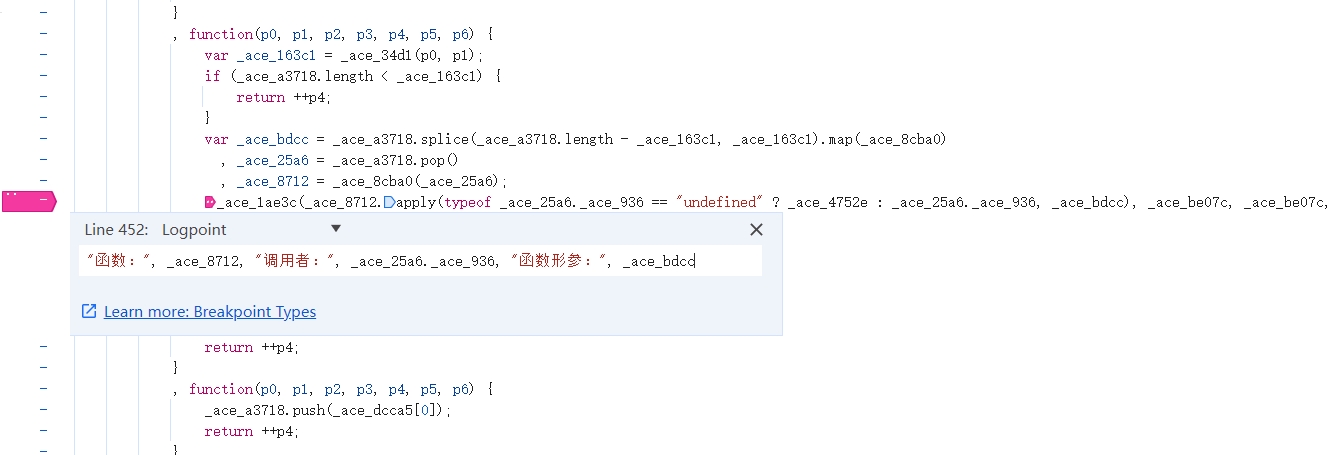 }
, function(p0, p1, p2, p3, p4, p5, p6) {
var _ace_163c1 = _ace_34d1(p0, p1);
if (_ace_a3718.length < _ace_163c1) {
return ++p4;
}
var _ace_bdcc = _ace_a3718.splice(_ace_a3718.length - _ace_163c1, _ace_163c1).map(_ace_8cba0)
, _ace_25a6 = _ace_a3718.pop()
, _ace_8712 = _ace_8cba0(_ace_25a6);
_ace_1ae3c(_ace_8712.apply(typeof _ace_25a6._ace_936 == "undefined" ? _ace_4752e : _ace_25a6._ace_936, _ace_bdcc), _ace_be07c, _ace_be07c,
Line 452: Logpoint
"函数：", _ace_8712, "调用者：", _ace_25a6._ace_936, "函数形参：", _ace_bdcc
Learn more: Breakpoint Types
return ++p4;
}
, function(p0, p1, p2, p3, p4, p5, p6) {
_ace_a3718.push(_ace_dcca5[0]);
return ++p4;
}